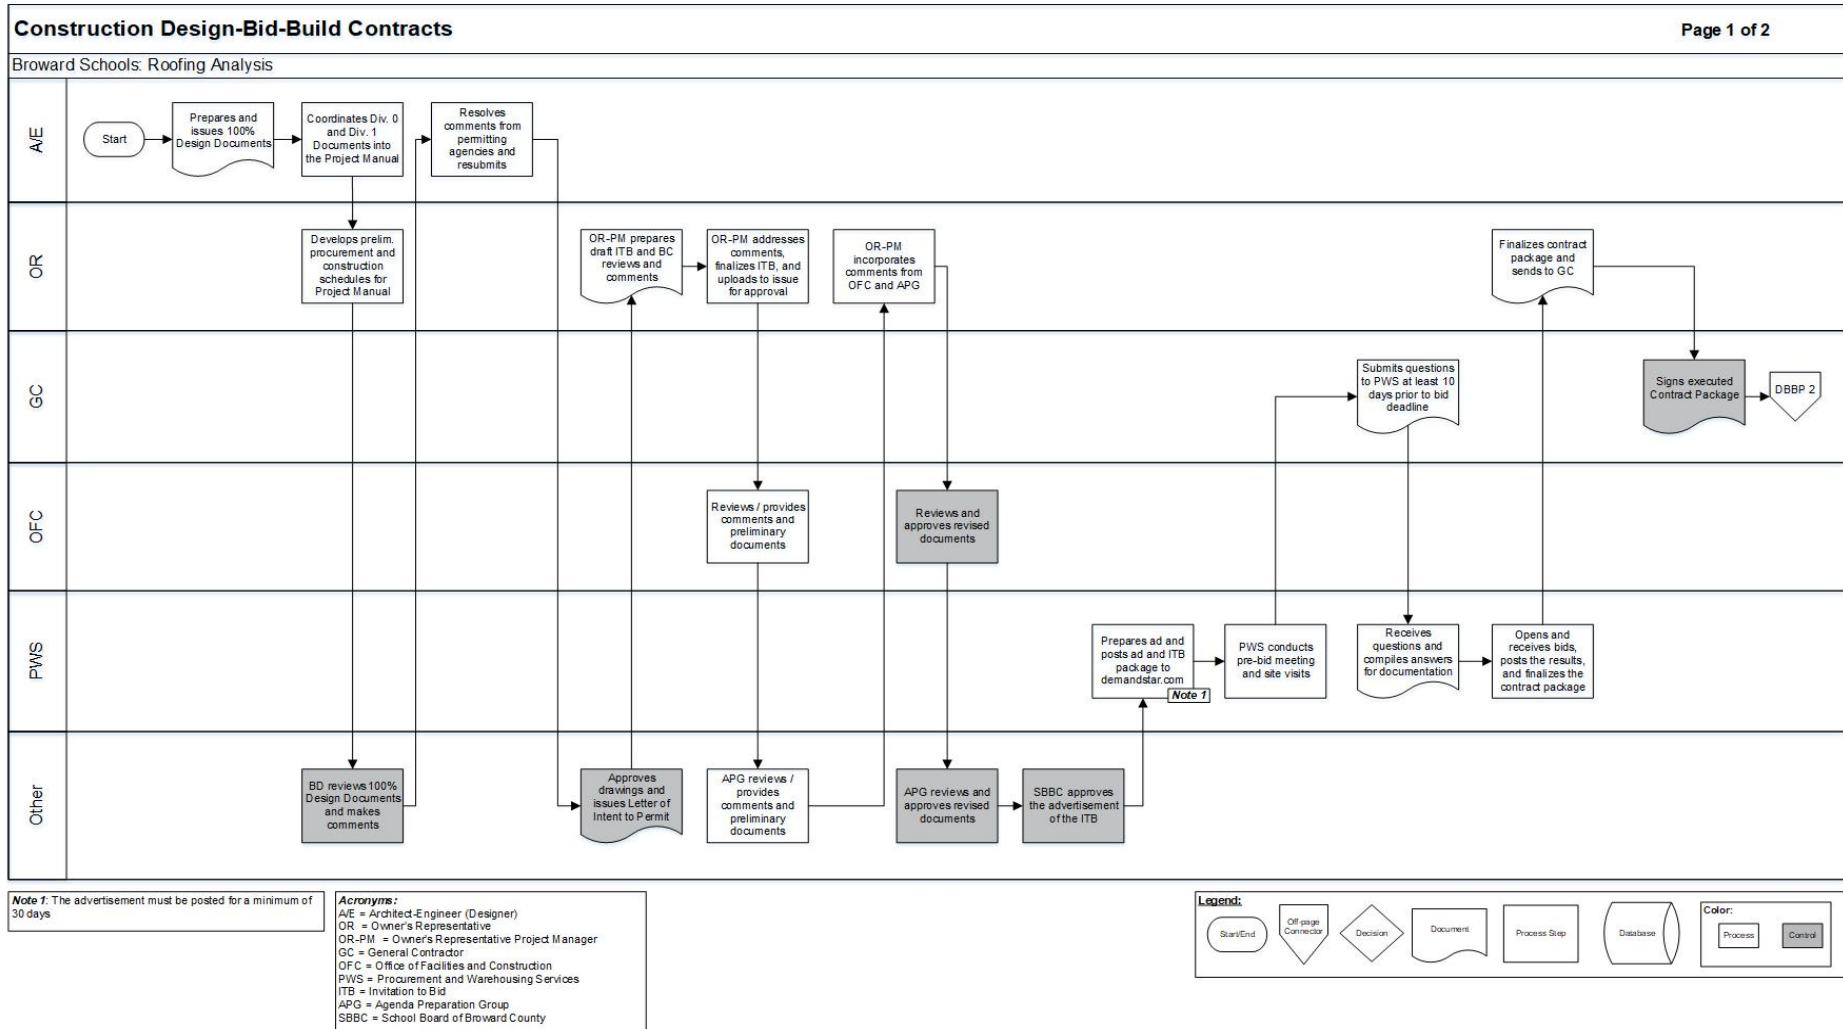 Construction Design-Bid-Build Contracts
Page 1 of 2
Broward Schools: Roofing Analysis
A/E
Start
Prepares and
issues 100%
Design Documents
Coordinates Div. 0
and Div. 1
Documents into
the Project Manual
Resolves
comments from
permitting
agencies and
resubmits
OR
Develops prelim.
procurement and
construction
schedules for
Project Manual
OR-PM prepares
draft ITB and BC
reviews and
comments
OR-PM addresses
comments,
finalizes ITB, and
uploads to issue
for approval
OR-PM
incorporates
comments from
OFC and APG
Finalizes contract
package and
sends to GC
GC
Submits questions
to PWS at least 10
days prior to bid
deadline
Signs executed
Contract Package
DBBP 2
OFC
Reviews / provides
comments and
preliminary
documents
Reviews and
approves revised
documents
PWS
Prepares ad and
posts ad and ITB
package to
demandstar.com
Note 1
PWS conducts
pre-bid meeting
and site visits
Receives
questions and
compiles answers
for documentation
Opens and
receives bids,
posts the results,
and finalizes the
contract package
Other
BD reviews 100%
Design Documents
and makes
comments
Approves
drawings and
issues Letter of
Intent to Permit
APG reviews /
provides
comments and
preliminary
documents
APG reviews and
approves revised
documents
SBBC approves
the advertisement
of the ITB
Note 1: The advertisement must be posted for a minimum of
30 days
Acronyms:
A/E = Architect-Engineer (Designer)
OR = Owner's Representative
OR-PM = Owner's Representative Project Manager
GC = General Contractor
OFC = Office of Facilities and Construction
PWS = Procurement and Warehousing Services
ITB = Invitation to Bid
APG = Agenda Preparation Group
SBBC = School Board of Broward County
Legend:
Start/End
Off-page
Connector
Decision
Document
Process Step
Database
Color:
Process
Control